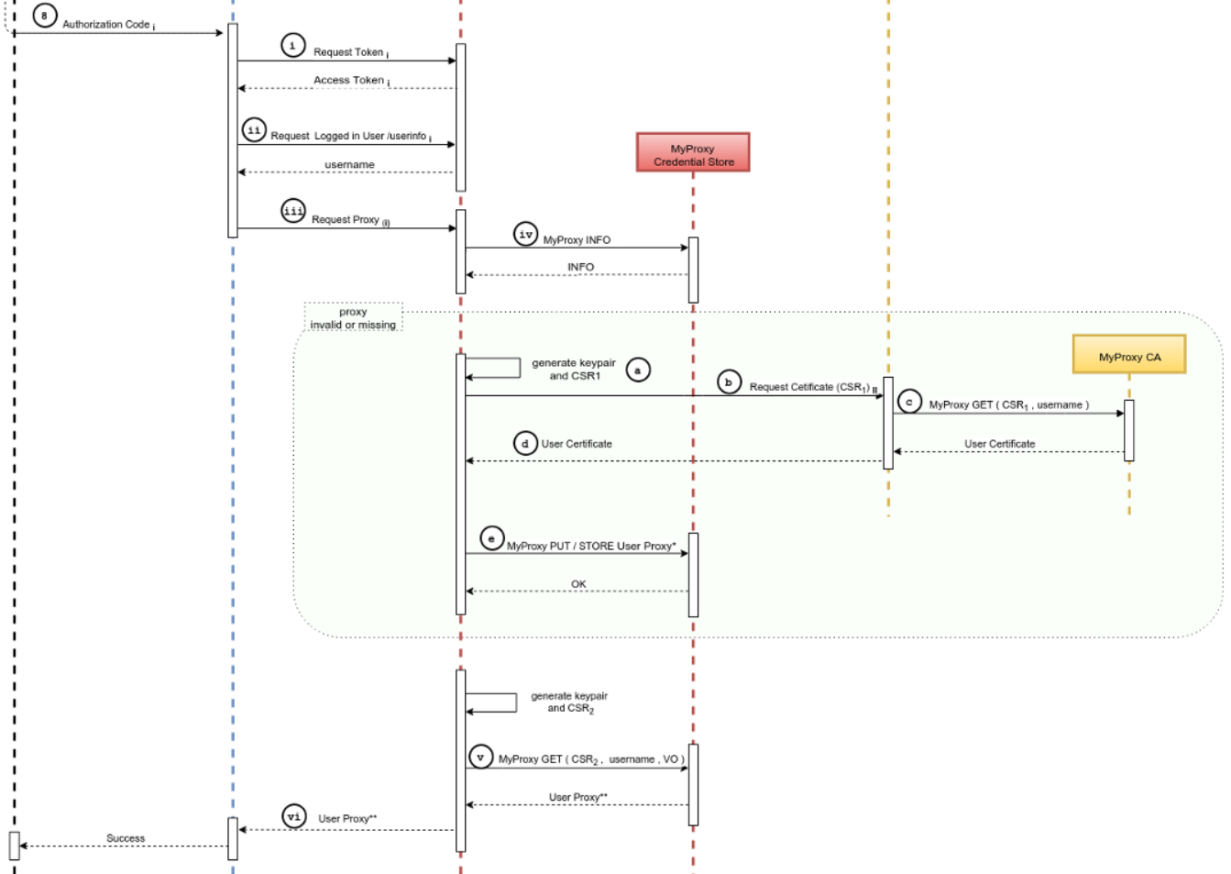 8
Authorization Code i
i
Request Token i
Access Token i
ii
Request Logged in User /userinfo i
username
MyProxy
Credential Store
iii
Request Proxy (ii)
iv
MyProxy INFO
INFO
proxy
invalid or missing
generate keypair
and CSR1
a
MyProxy CA
b
Request Cetificate (CSR1)
c
MyProxy GET ( CSR1 , username )
d
User Certificate
User Certificate
e
MyProxy PUT / STORE User Proxy*
OK
generate keypair
and CSR2
v
MyProxy GET ( CSR2 , username , VO )
User Proxy**
vi
User Proxy**
Success